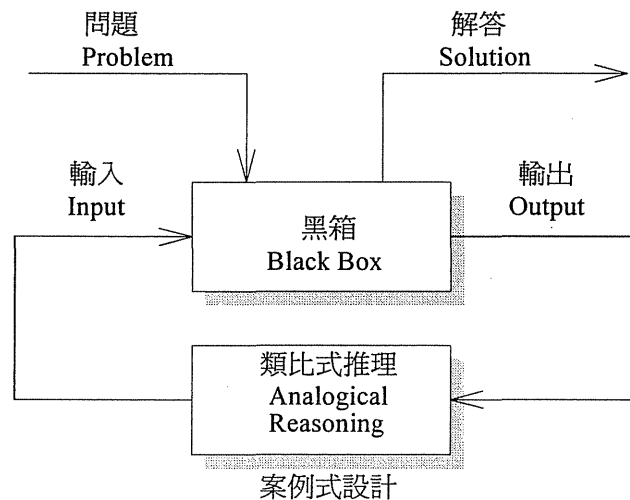 問題
Problem
解答
Solution
輸入
Input
輸出
Output
黑箱
Black Box
類比式推理
Analogical
Reasoning
案例式設計